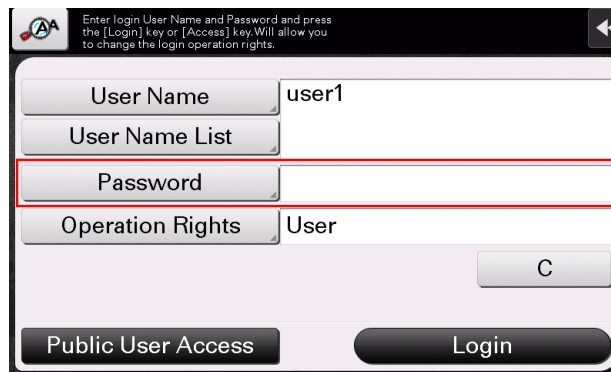 Enter login User Name and Password and press
the [Login] key or [Access] key.Will allow you
to change the login operation rights.
AA
User Name user1
User Name List
Password
Operation Rights User
C
Public User Access Login